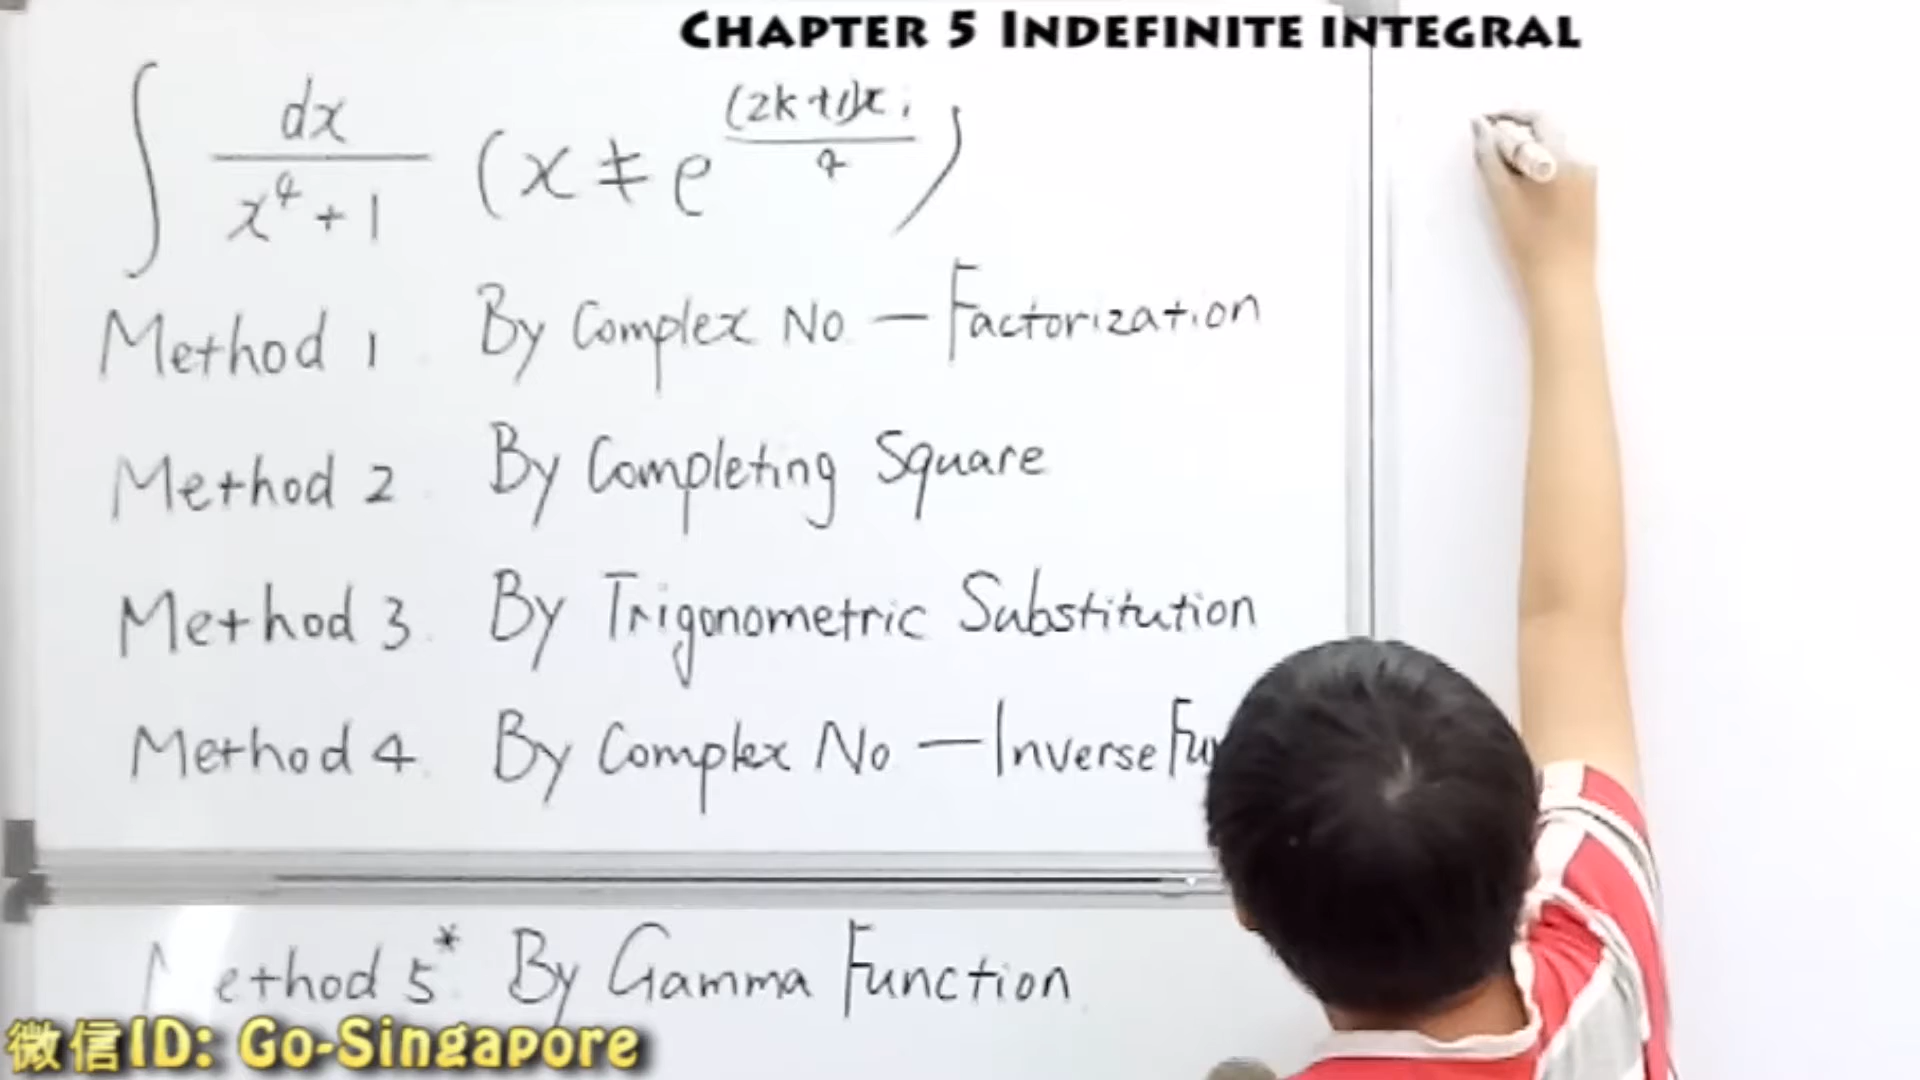 CHAPTER 5 INDEFINITE INTEGRAL
∫ dx / (x⁴ + 1) (x ≠ e^((2k+1)π i / 4))
Method 1 By Complex No — Factorization
Method 2 By Completing Square
Method 3 By Trigonometric Substitution
Method 4 By Complex No — Inverse
Method 5* By Gamma Function
微信ID: Go-Singapore